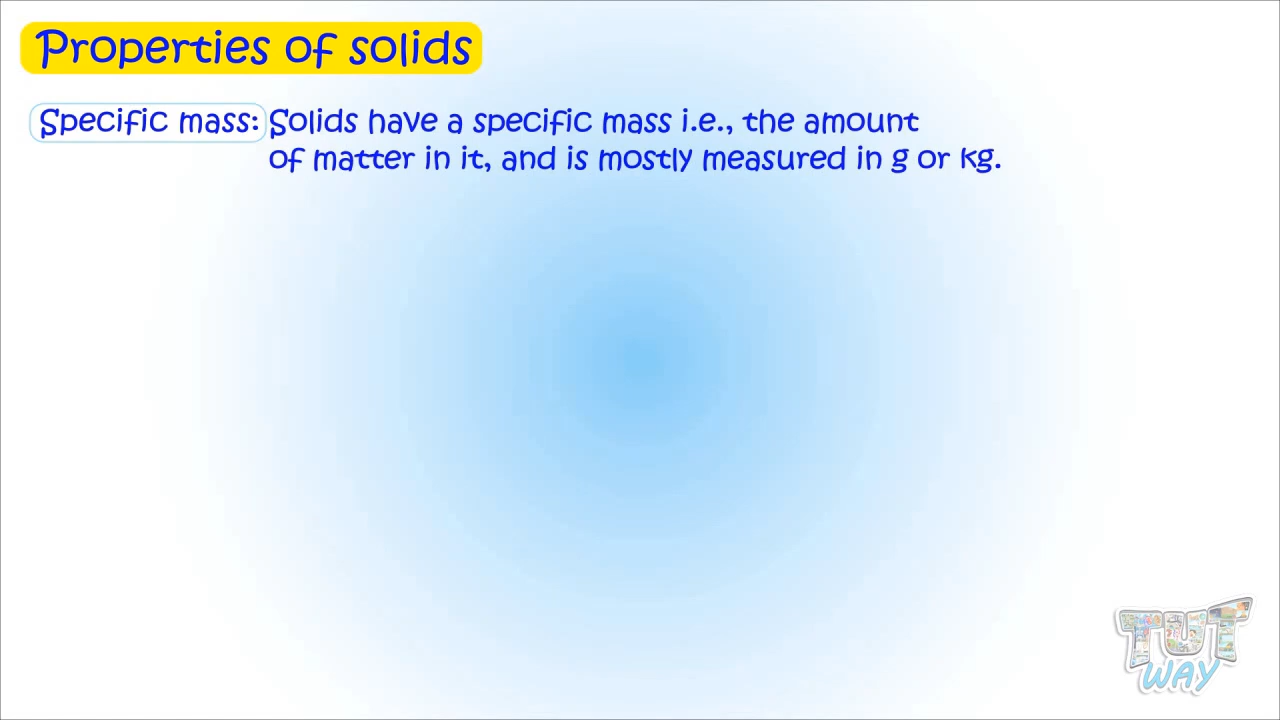 Properties of solids
Specific mass: Solids have a specific mass i.e., the amount
of matter in it, and is mostly measured in g or kg.
TUT
WAY